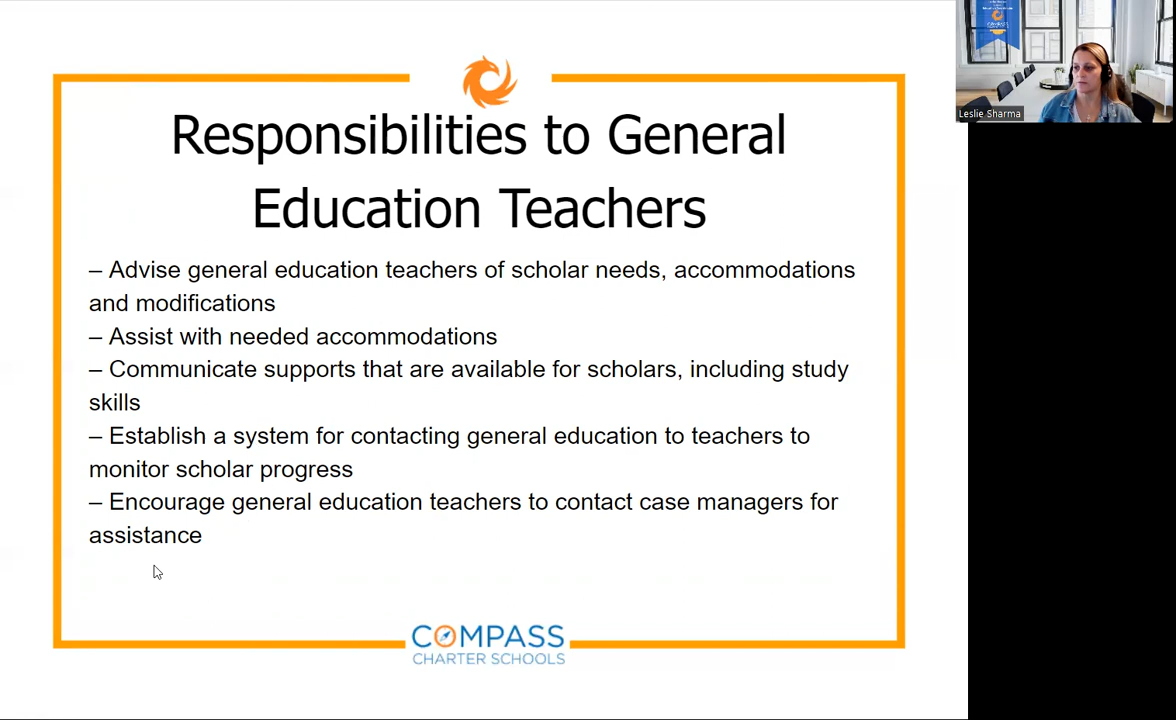 Responsibilities to General
Education Teachers
– Advise general education teachers of scholar needs, accommodations
and modifications
– Assist with needed accommodations
– Communicate supports that are available for scholars, including study
skills
– Establish a system for contacting general education to teachers to
monitor scholar progress
– Encourage general education teachers to contact case managers for
assistance
COMPASS
CHARTER SCHOOLS
Leslie Sharma